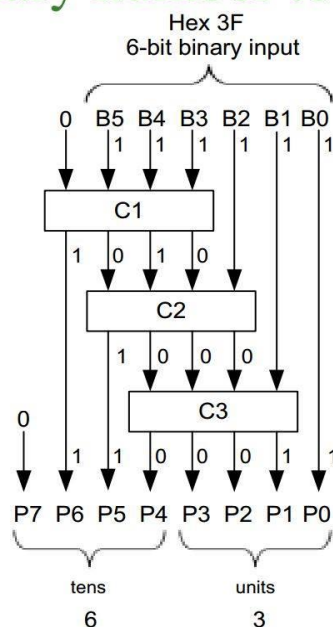 Hex 3F
6-bit binary input
0 B5 B4 B3 B2 B1 B0
1 1 1 1 1 1
C1
1 0 1 0
C2
1 0 0 0
C3
0
1 1 0 0 0 1 1
P7 P6 P5 P4 P3 P2 P1 P0
tens units
6 3